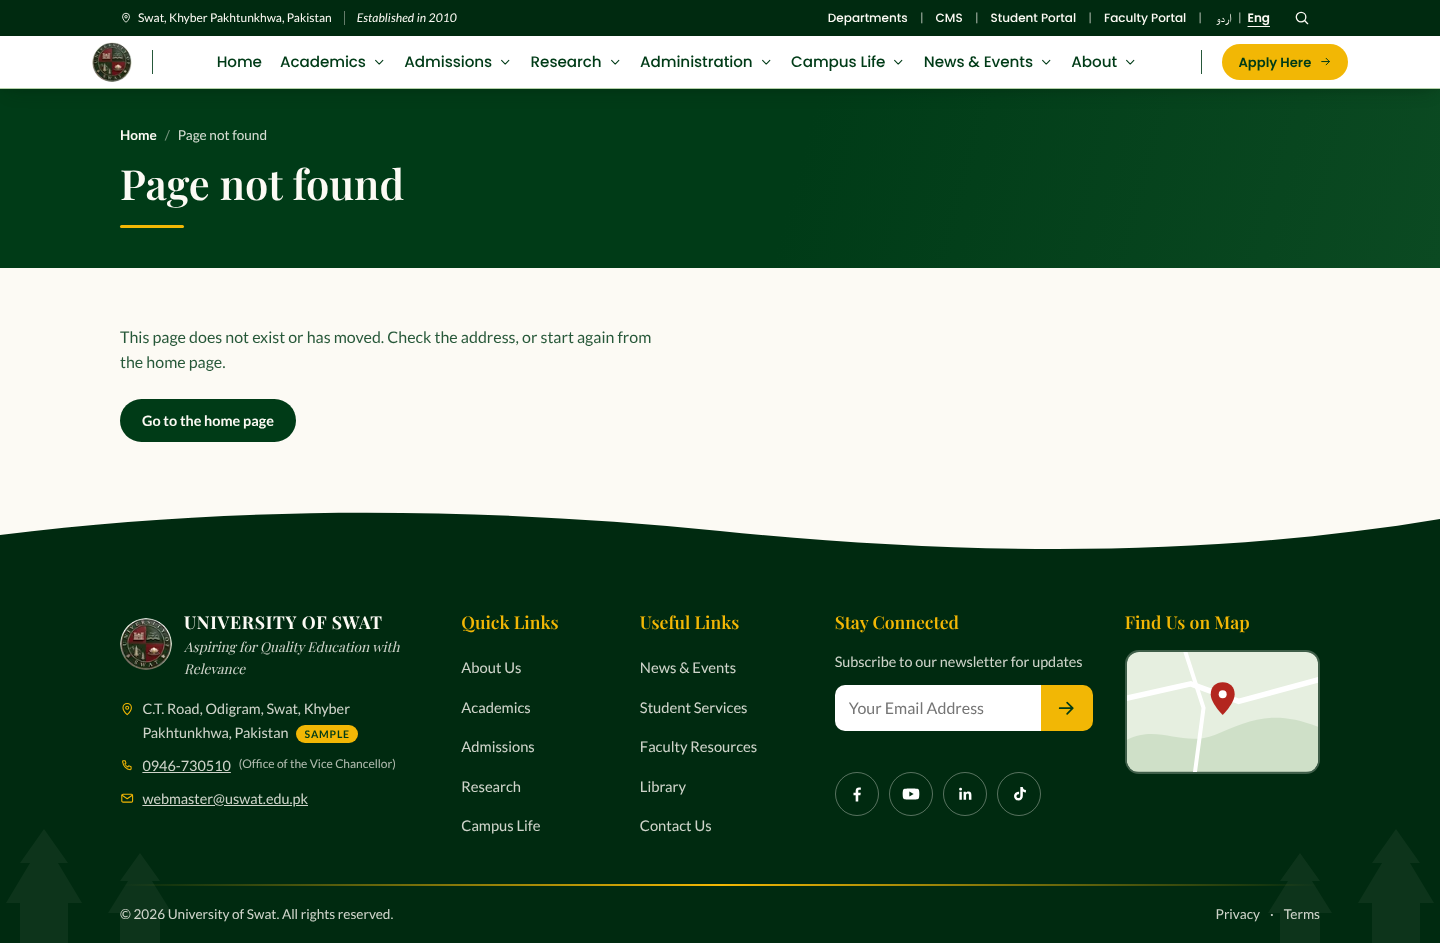 Swat, Khyber Pakhtunkhwa, Pakistan | Established in 2010
Departments | CMS | Student Portal | Faculty Portal | اردو | Eng
Home Academics Admissions Research Administration Campus Life News & Events About
Apply Here
Home / Page not found
Page not found
This page does not exist or has moved. Check the address, or start again from
the home page.
Go to the home page
UNIVERSITY OF SWAT
Aspiring for Quality Education with
Relevance
C.T. Road, Odigram, Swat, Khyber
Pakhtunkhwa, Pakistan SAMPLE
0946-730510 (Office of the Vice Chancellor)
webmaster@uswat.edu.pk
Quick Links
About Us
Academics
Admissions
Research
Campus Life
Useful Links
News & Events
Student Services
Faculty Resources
Library
Contact Us
Stay Connected
Subscribe to our newsletter for updates
Your Email Address
Find Us on Map
© 2026 University of Swat. All rights reserved.
Privacy · Terms